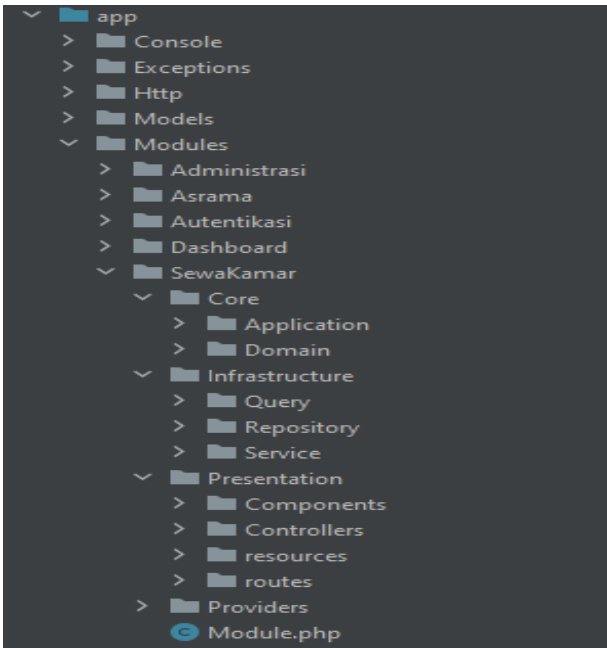 app
Console
Exceptions
Http
Models
Modules
Administrasi
Asrama
Autentikasi
Dashboard
SewaKamar
Core
Application
Domain
Infrastructure
Query
Repository
Service
Presentation
Components
Controllers
resources
routes
Providers
Module.php